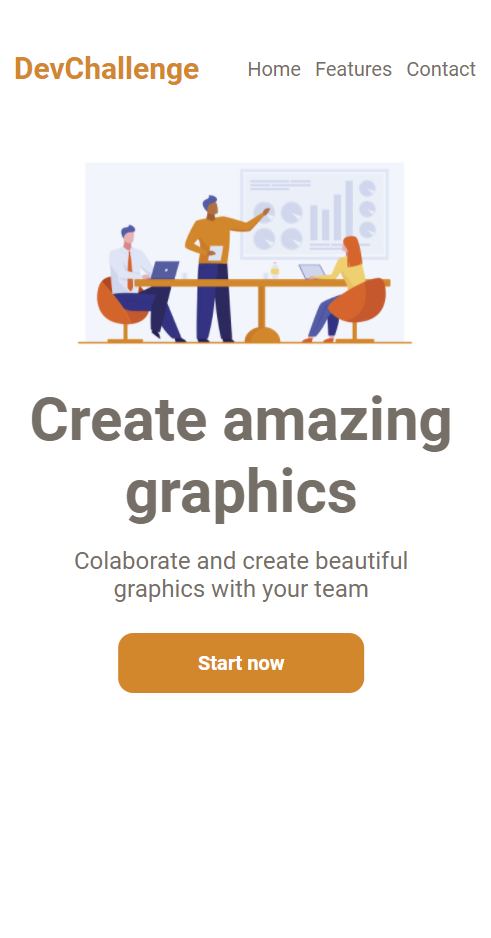 DevChallenge Home Features Contact
Create amazing
graphics
Colaborate and create beautiful
graphics with your team
Start now